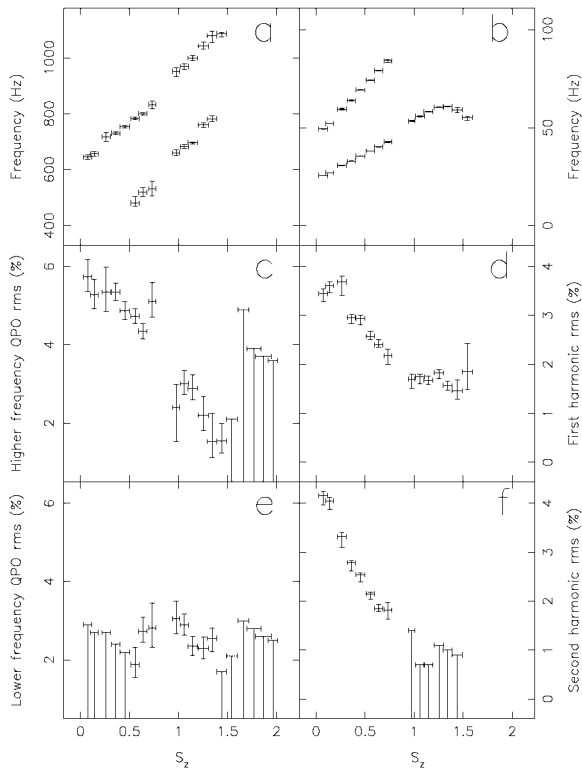 a
b
Frequency (Hz)
400 600 800 1000
Frequency (Hz)
0 50 100
c
d
Higher frequency QPO rms (%)
2 4 6
First harmonic rms (%)
0 1 2 3 4
e
f
Lower frequency QPO rms (%)
2 4 6
Second harmonic rms (%)
0 1 2 3 4
0 0.5 1 1.5 2
0 0.5 1 1.5 2
S_z
S_z